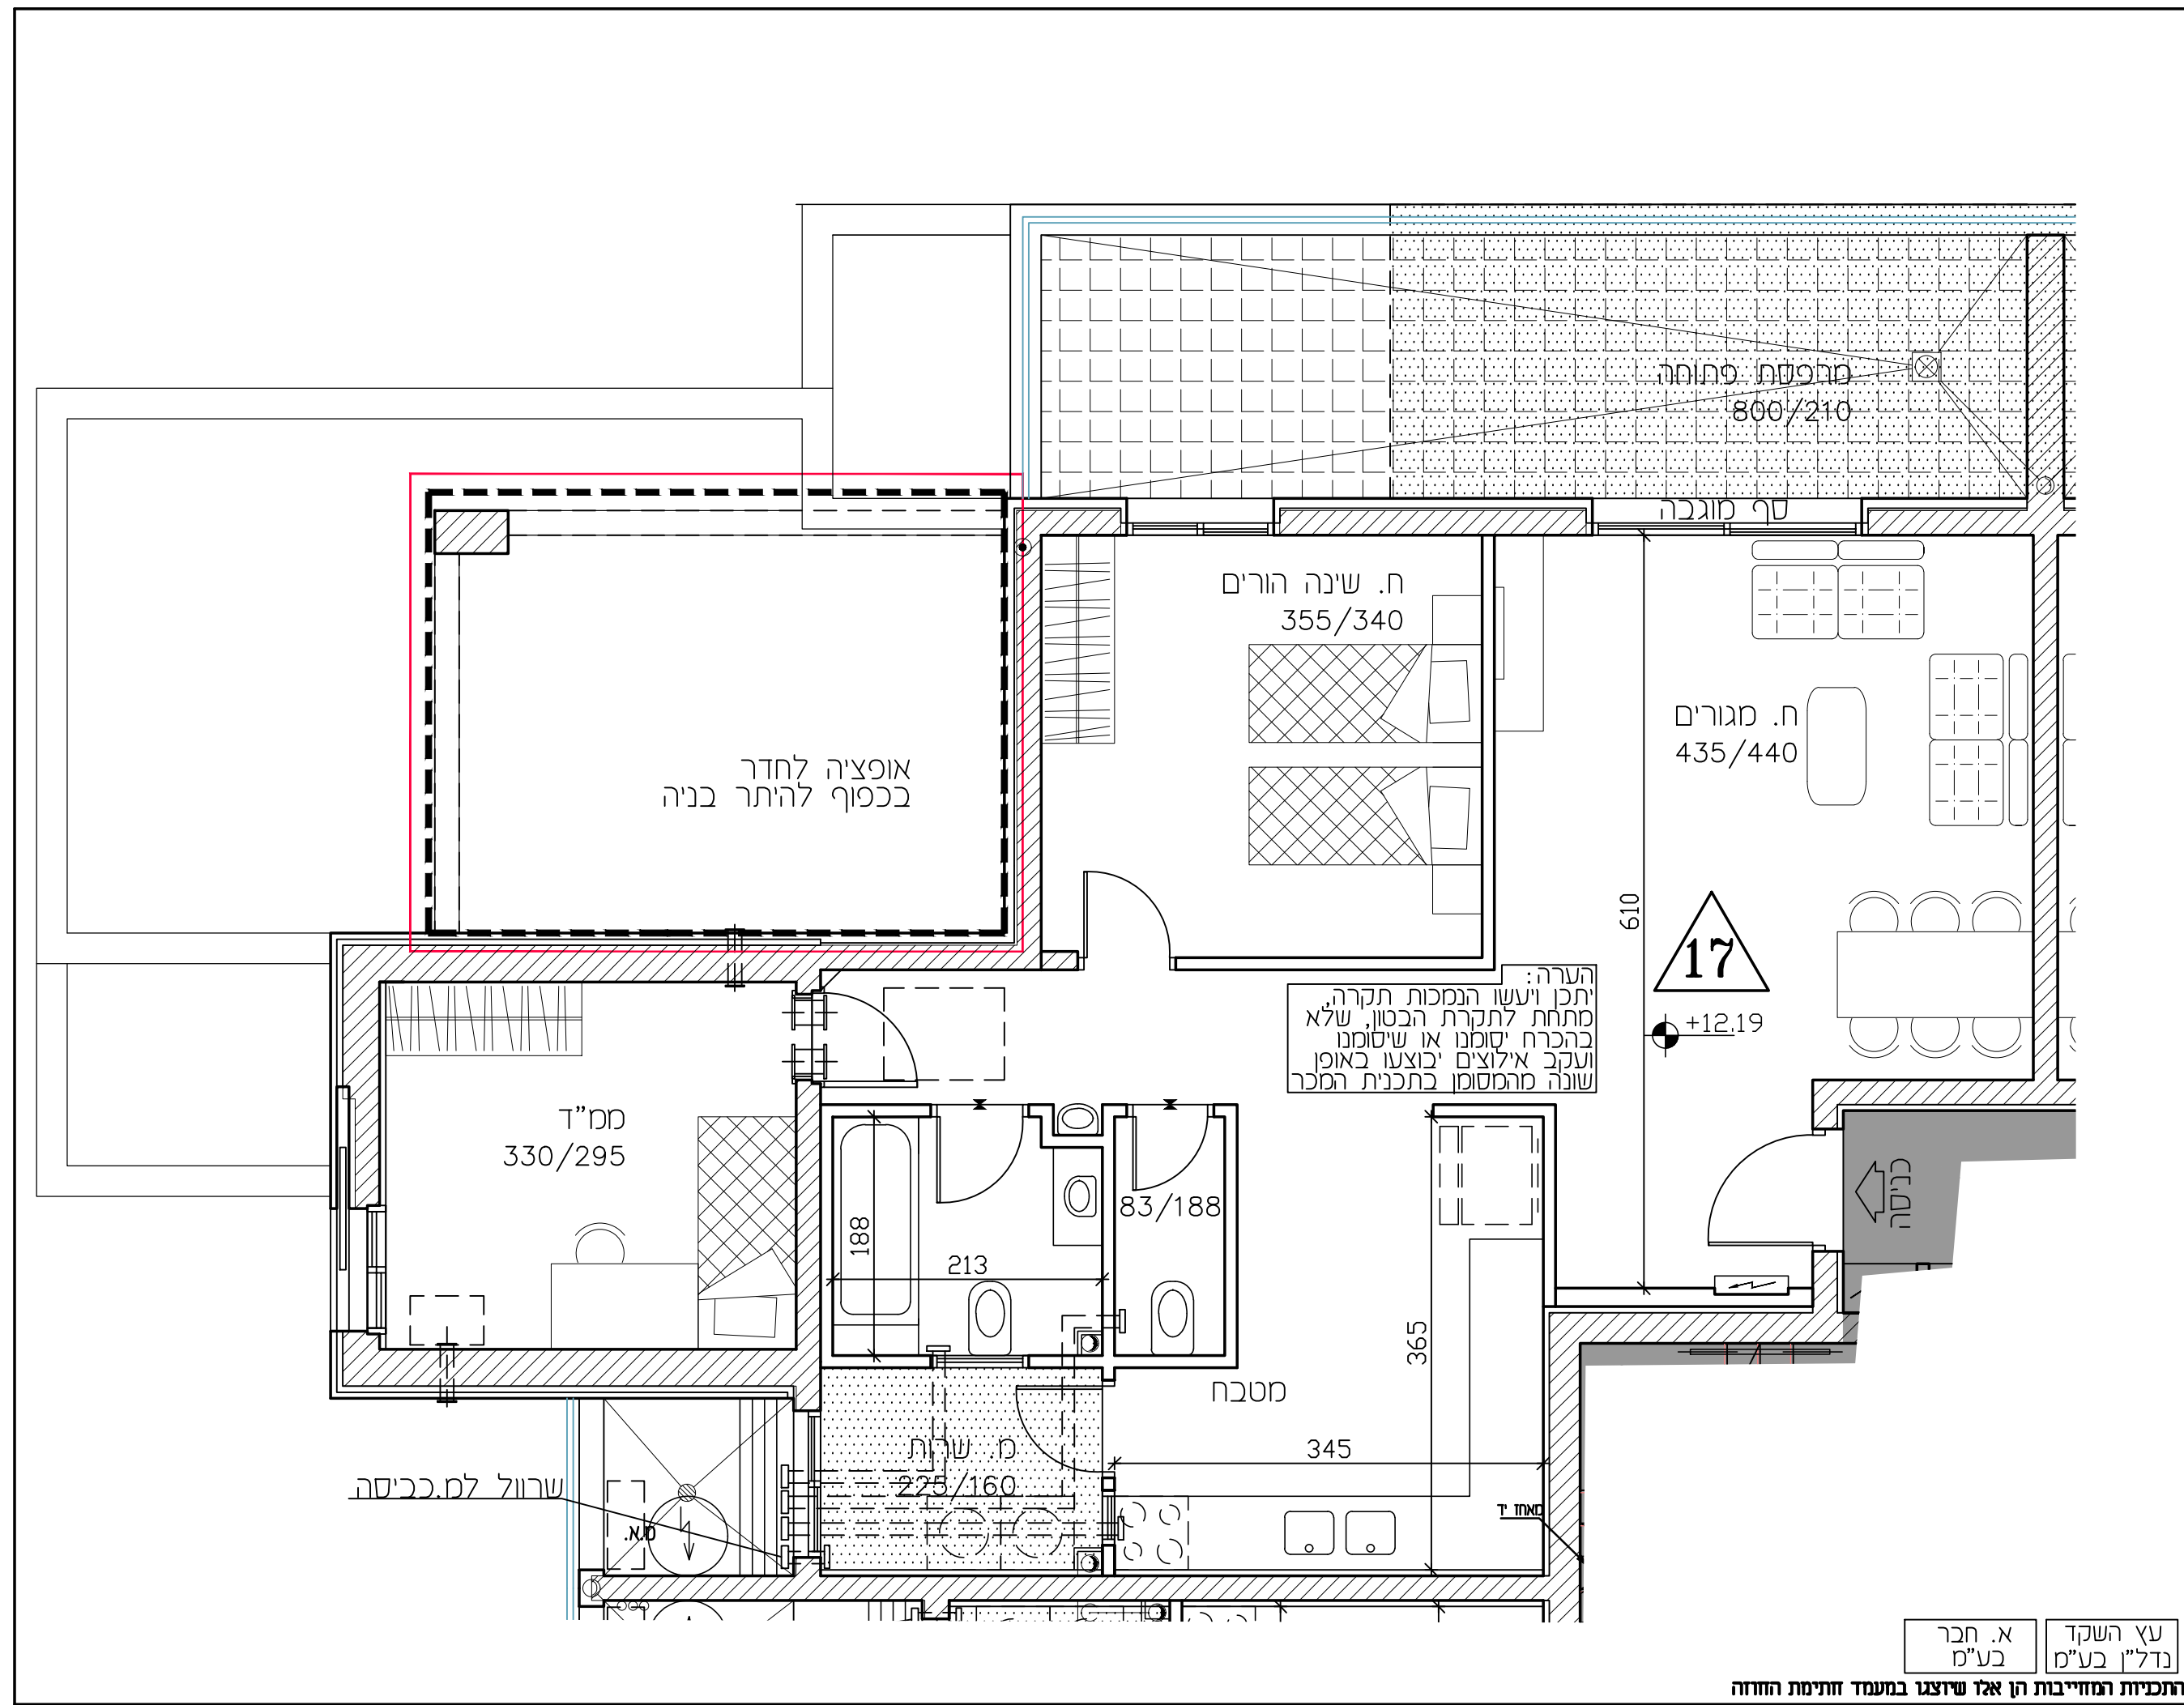 מרפסת פתוחה
800/210
סף מוגבה
ח. שינה הורים
355/340
ח. מגורים
435/440
אופציה לחדר
בכפוף להיתר בניה
610
17
+12.19
הערה:
יתכן ויעשו הנמכות תקרה,
מתחת לתקרת הבטון, שלא
בהכרח יסומנו או שיסומנו
ועקב אילוצים יבוצעו באופן
שונה מהמסומן בתכנית המכר
ממ"ד
330/295
כניסה
83/188
188
213
365
מטבח
345
מ. שרות
225/160
שרוול למ.כביסה
מ.א.
מאחז יד
עץ השקד
נדל"ן בע"מ
א. חבר
בע"מ
התכניות המחייבות הן אלו שיוצגו במעמד חתימת החוזה